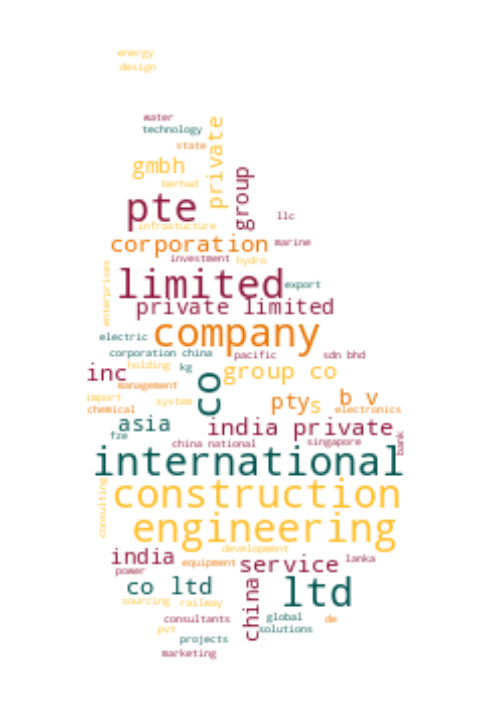 energy
design
water
technology
state
private
gmbh
berhad
group
pte
llc
infrastucture
corporation
marine
investment
hydro
enterprises
limited
export
private limited
company
electric
corporation china
pacific
sdn bhd
holding
kg
inc
group co
co
management
import
system
pty
s
b v
chemical
electronics
asia
india private
fze
china national
singapore
bank
international
consulting
construction
engineering
development
india
equipment
service
lanka
power
co ltd
china
ltd
sourcing
railway
consultants
global
de
pvt
solutions
projects
marketing